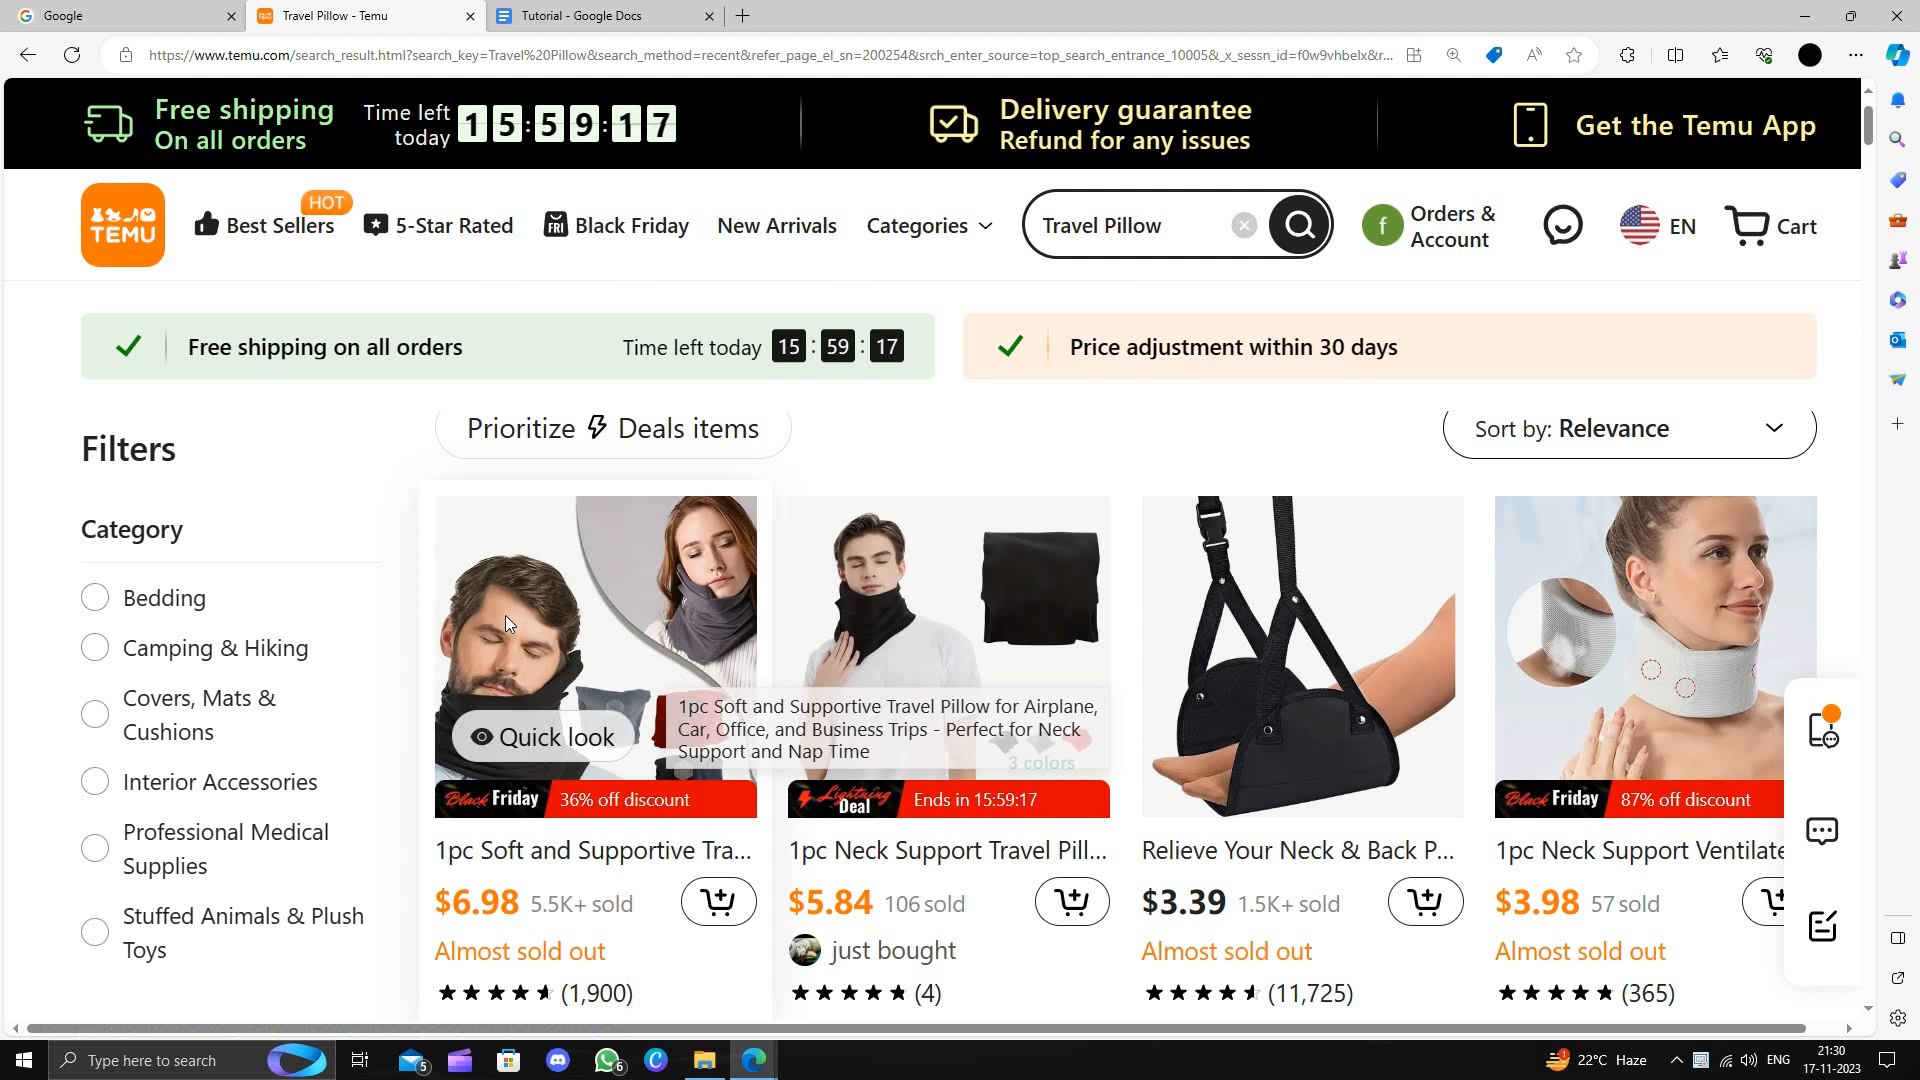 Google
Travel Pillow - Temu
Tutorial - Google Docs
https://www.temu.com/search_result.html?search_key=Travel%20Pillow&search_method=recent&refer_page_el_sn=200254&srch_enter_source=top_search_entrance_10005&_x_sessn_id=f0w9vhbelx&r...
Free shipping
On all orders
Time left
today
15:59:17
Delivery guarantee
Refund for any issues
Get the Temu App
TEMU
Best Sellers
HOT
5-Star Rated
FRI
Black Friday
New Arrivals
Categories
Travel Pillow
f
Orders &
Account
EN
Cart
Free shipping on all orders
Time left today 15 : 59 : 17
Price adjustment within 30 days
Filters
Prioritize Deals items
Sort by: Relevance
Category
Bedding
Camping & Hiking
Covers, Mats &
Cushions
Interior Accessories
Professional Medical
Supplies
Stuffed Animals & Plush
Toys
Quick look
1pc Soft and Supportive Travel Pillow for Airplane,
Car, Office, and Business Trips - Perfect for Neck
Support and Nap Time
3 colors
Black Friday
36% off discount
Lightning
Deal
Ends in 15:59:17
Black Friday
87% off discount
1pc Soft and Supportive Tra...
$6.98 5.5K+ sold
Almost sold out
(1,900)
1pc Neck Support Travel Pill...
$5.84 106 sold
just bought
(4)
Relieve Your Neck & Back P...
$3.39 1.5K+ sold
Almost sold out
(11,725)
1pc Neck Support Ventilate
$3.98 57 sold
Almost sold out
(365)
Type here to search
5
6
1
22°C Haze
ENG
21:30
17-11-2023